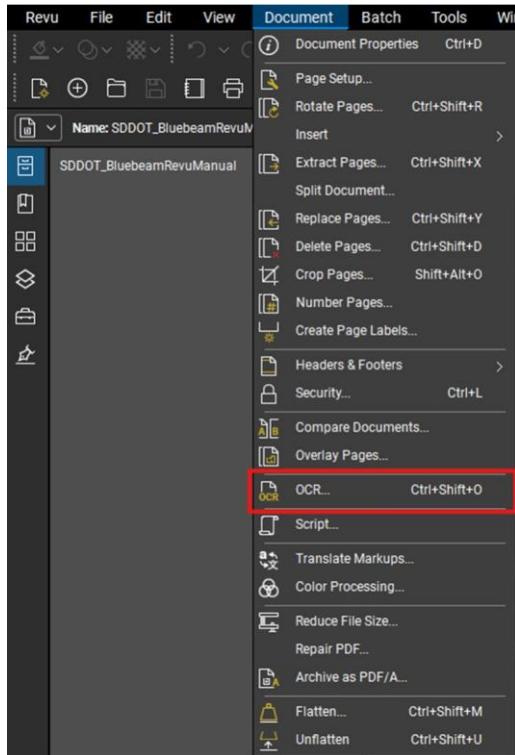 Revu File Edit View Document Batch Tools Wi
Document Properties Ctrl+D
Page Setup...
Rotate Pages... Ctrl+Shift+R
Name: SDDOT_BluebeamRevuM
Insert
SDDOT_BluebeamRevuManual
Extract Pages... Ctrl+Shift+X
Split Document...
Replace Pages... Ctrl+Shift+Y
Delete Pages... Ctrl+Shift+D
Crop Pages... Shift+Alt+O
Number Pages...
Create Page Labels...
Headers & Footers
Security... Ctrl+L
Compare Documents...
Overlay Pages...
OCR OCR... Ctrl+Shift+O
Script...
Translate Markups...
Color Processing...
Reduce File Size...
Repair PDF...
Archive as PDF/A...
Flatten... Ctrl+Shift+M
Unflatten Ctrl+Shift+U